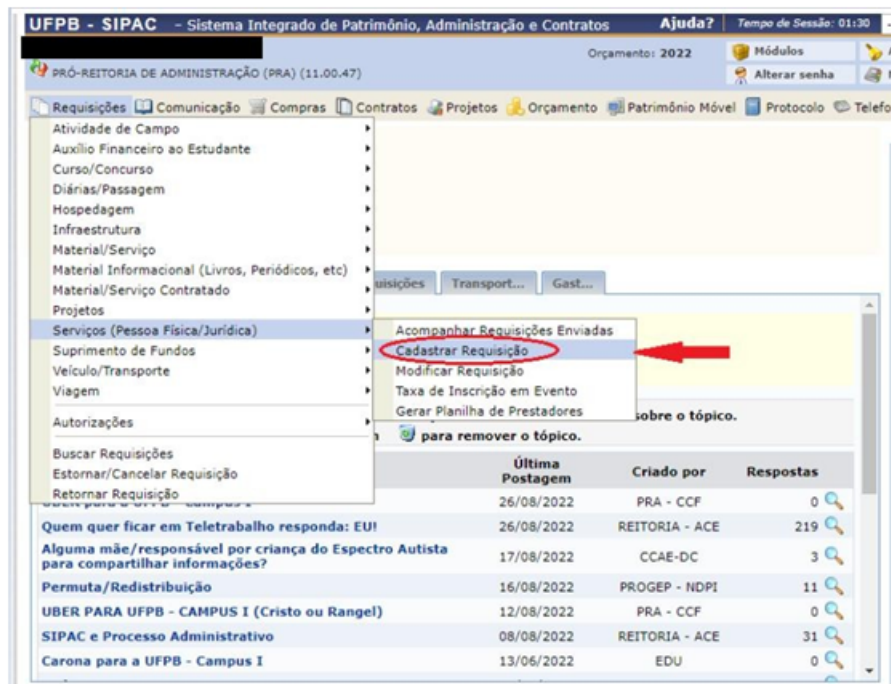 UFPB - SIPAC - Sistema Integrado de Patrimônio, Administração e Contratos Ajuda? Tempo de Sessão: 01:30
Orçamento: 2022 Módulos
PRÓ-REITORIA DE ADMINISTRAÇÃO (PRA) (11.00.47) Alterar senha
Requisições Comunicação Compras Contratos Projetos Orçamento Patrimônio Móvel Protocolo Telefo
Atividade de Campo
Auxílio Financeiro ao Estudante
Curso/Concurso
Diárias/Passagem
Hospedagem
Infraestrutura
Material/Serviço
Material Informacional (Livros, Periódicos, etc)
Material/Serviço Contratado
Projetos
Serviços (Pessoa Física/Jurídica)
Suprimento de Fundos
Veículo/Transporte
Viagem
Autorizações
Buscar Requisições
Estornar/Cancelar Requisição
Retornar Requisição
uisições Transport... Gast...
Acompanhar Requisições Enviadas
Cadastrar Requisição
Modificar Requisição
Taxa de Inscrição em Evento
Gerar Planilha de Prestadores
sobre o tópico.
para remover o tópico.
Última Postagem Criado por Respostas
UBER para a UFPB - Campus I 26/08/2022 PRA - CCF 0
Quem quer ficar em Teletrabalho responda: EU! 26/08/2022 REITORIA - ACE 219
Alguma mãe/responsável por criança do Espectro Autista
para compartilhar informações? 17/08/2022 CCAE-DC 3
Permuta/Redistribuição 16/08/2022 PROGEP - NDPI 11
UBER PARA UFPB - CAMPUS I (Cristo ou Rangel) 12/08/2022 PRA - CCF 0
SIPAC e Processo Administrativo 08/08/2022 REITORIA - ACE 31
Carona para a UFPB - Campus I 13/06/2022 EDU 0